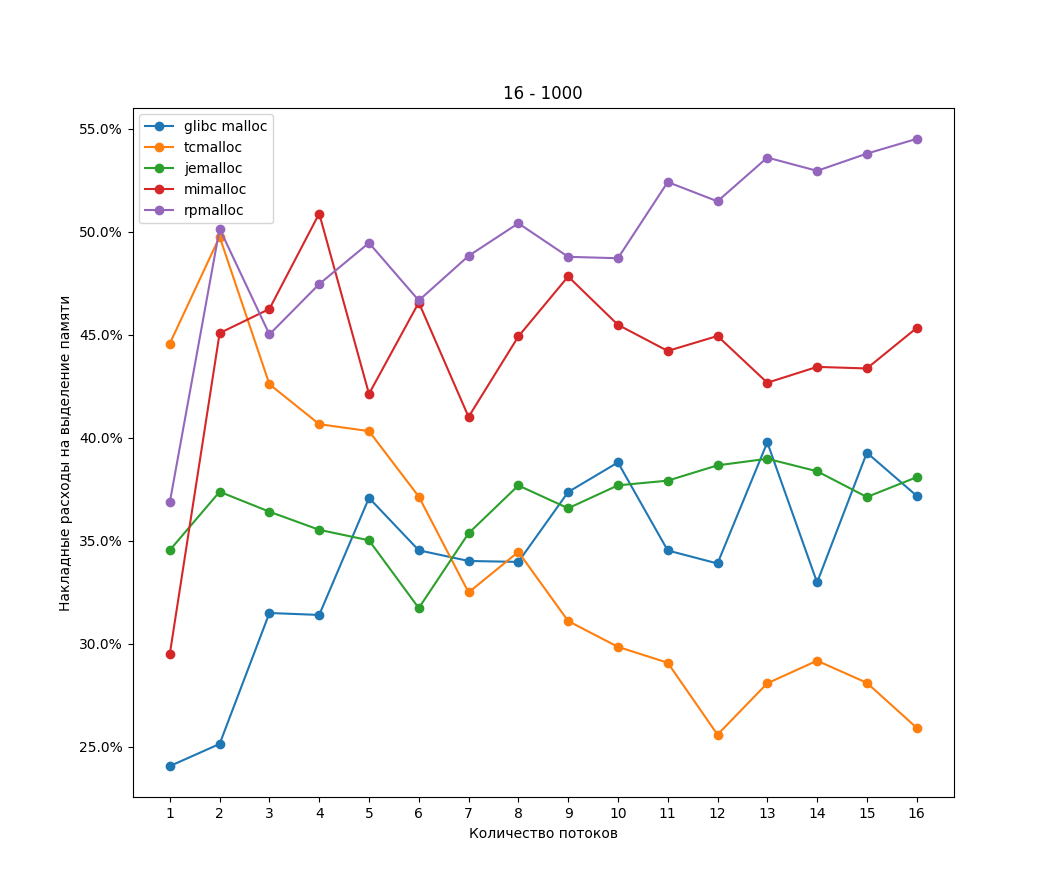 16 - 1000
glibc malloc
tcmalloc
jemalloc
mimalloc
rpmalloc
55.0%
50.0%
45.0%
40.0%
35.0%
30.0%
25.0%
Накладные расходы на выделение памяти
1 2 3 4 5 6 7 8 9 10 11 12 13 14 15 16
Количество потоков